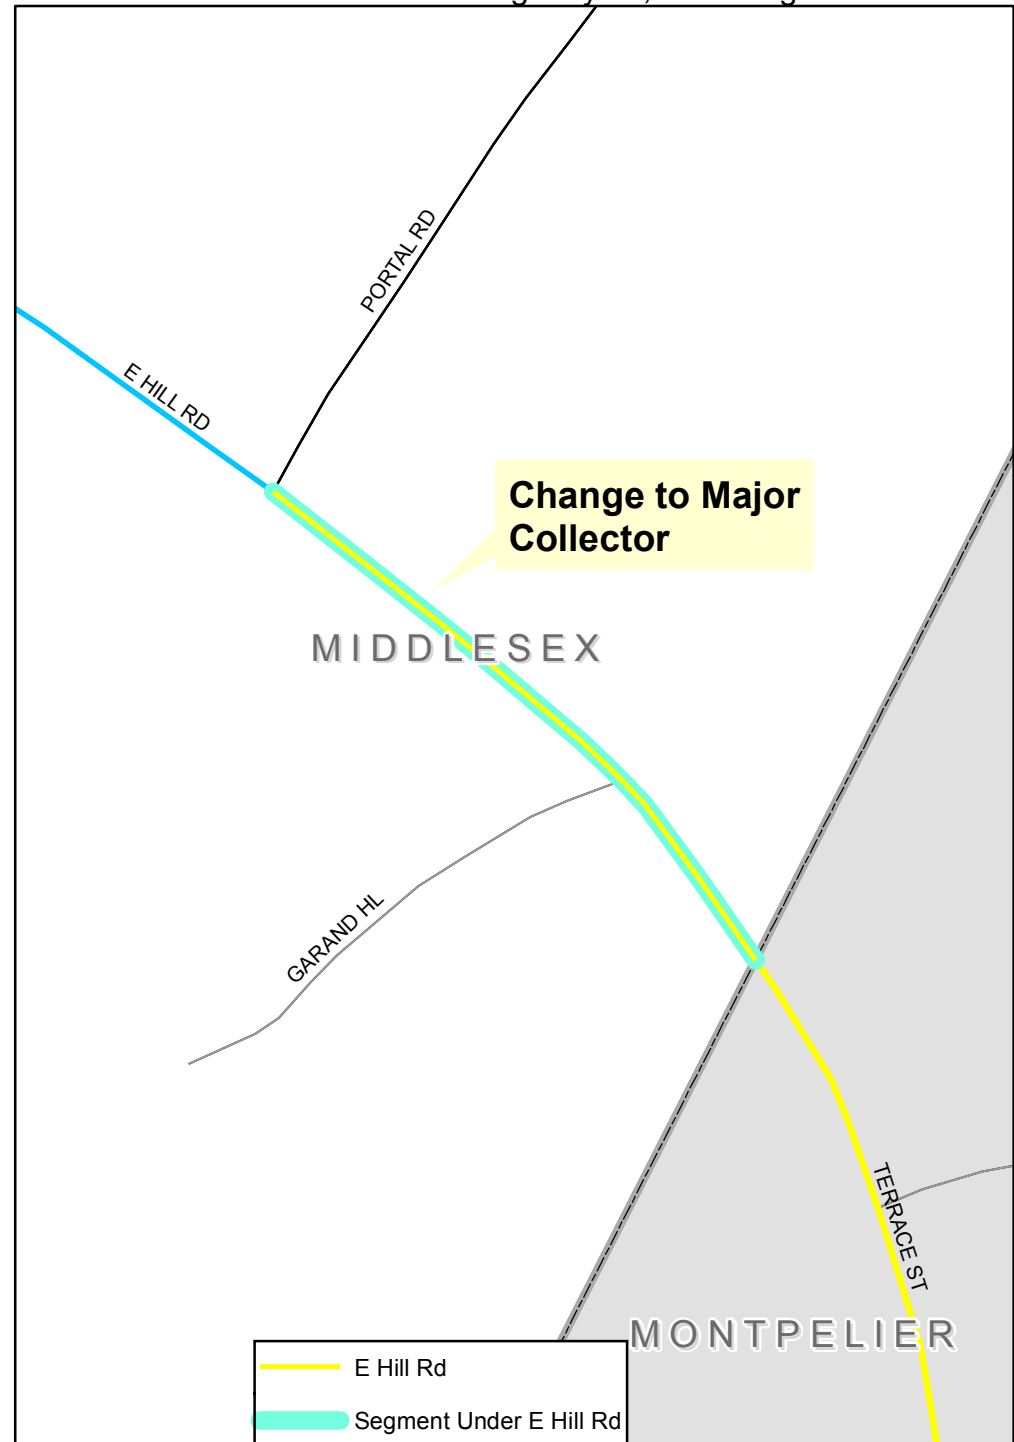 PORTAL RD
E HILL RD
Change to Major
Collector
MIDDLESEX
GARAND HL
TERRACE ST
MONTPELIER
E Hill Rd
Segment Under E Hill Rd